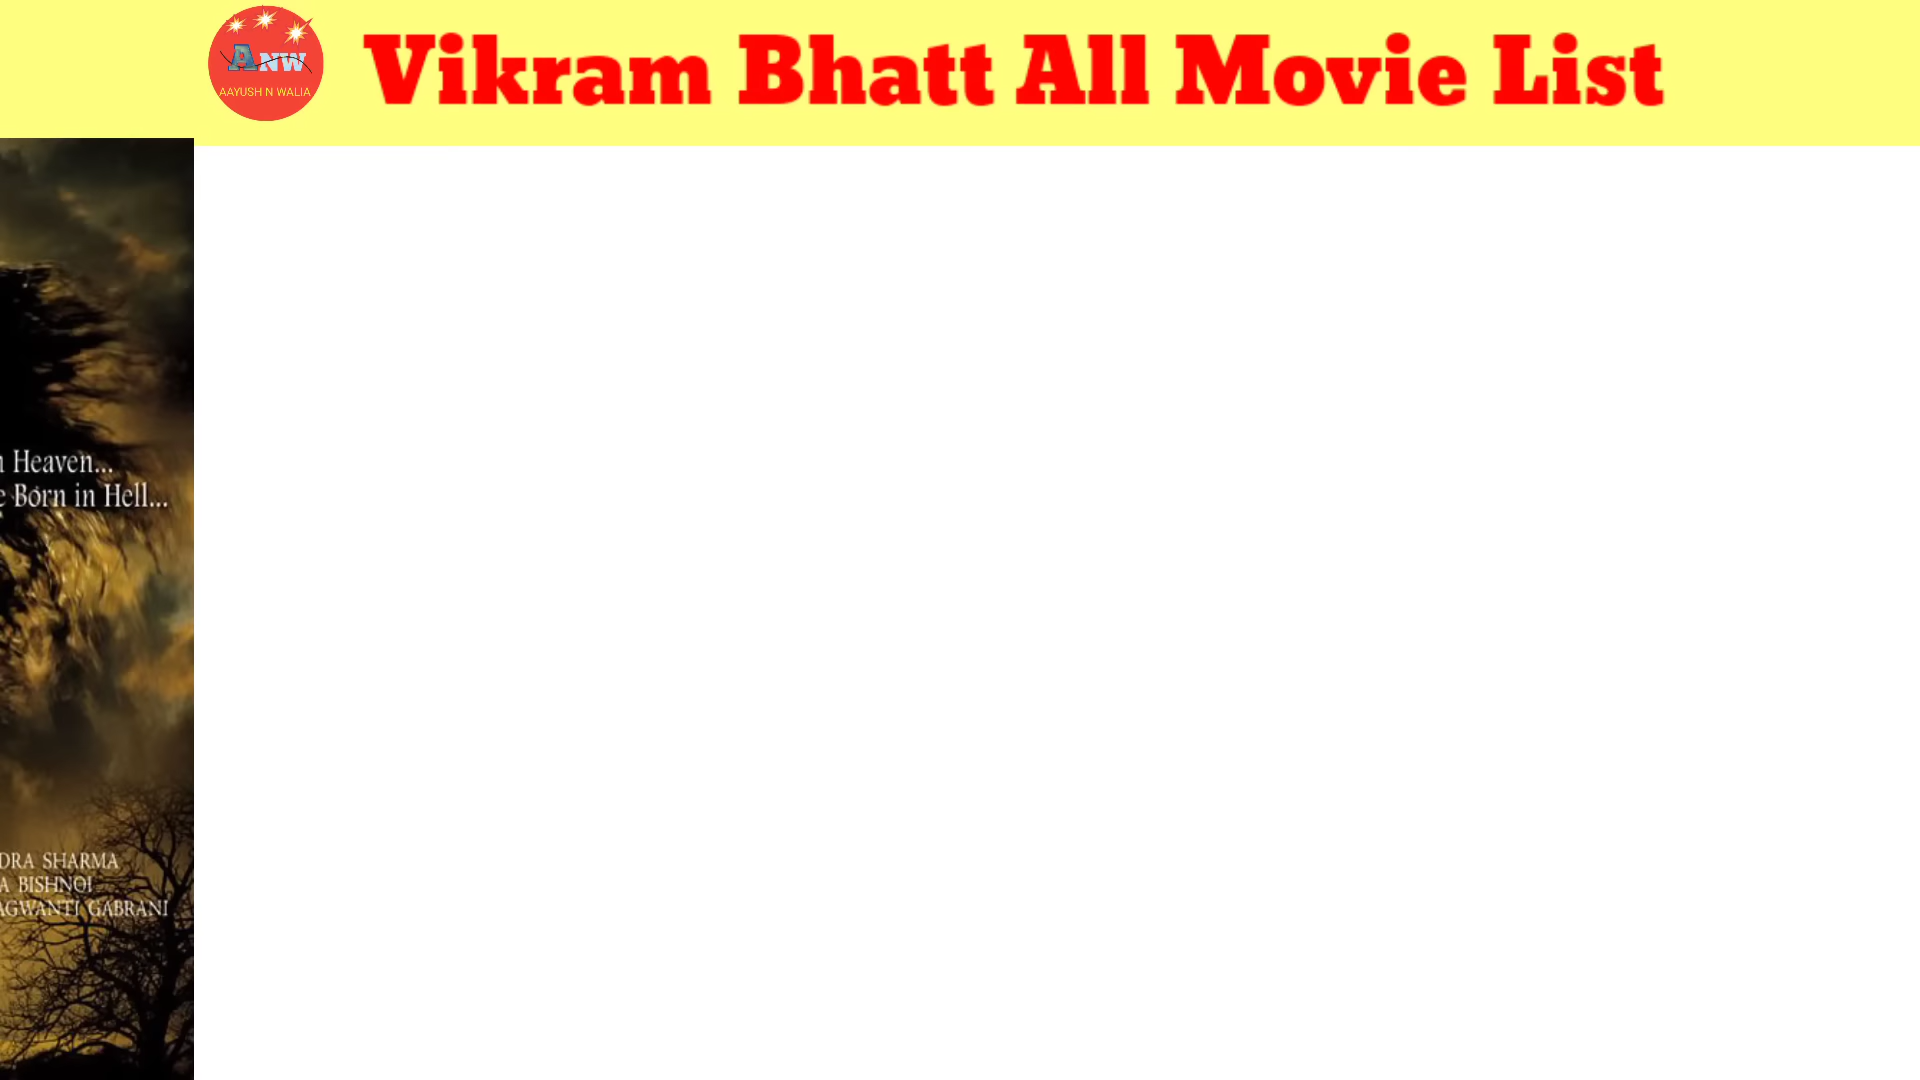 ANW
AAYUSH N WALIA
Vikram Bhatt All Movie List
Heaven...
Born in Hell...
SHARMA
BISHNOI
GABRANI